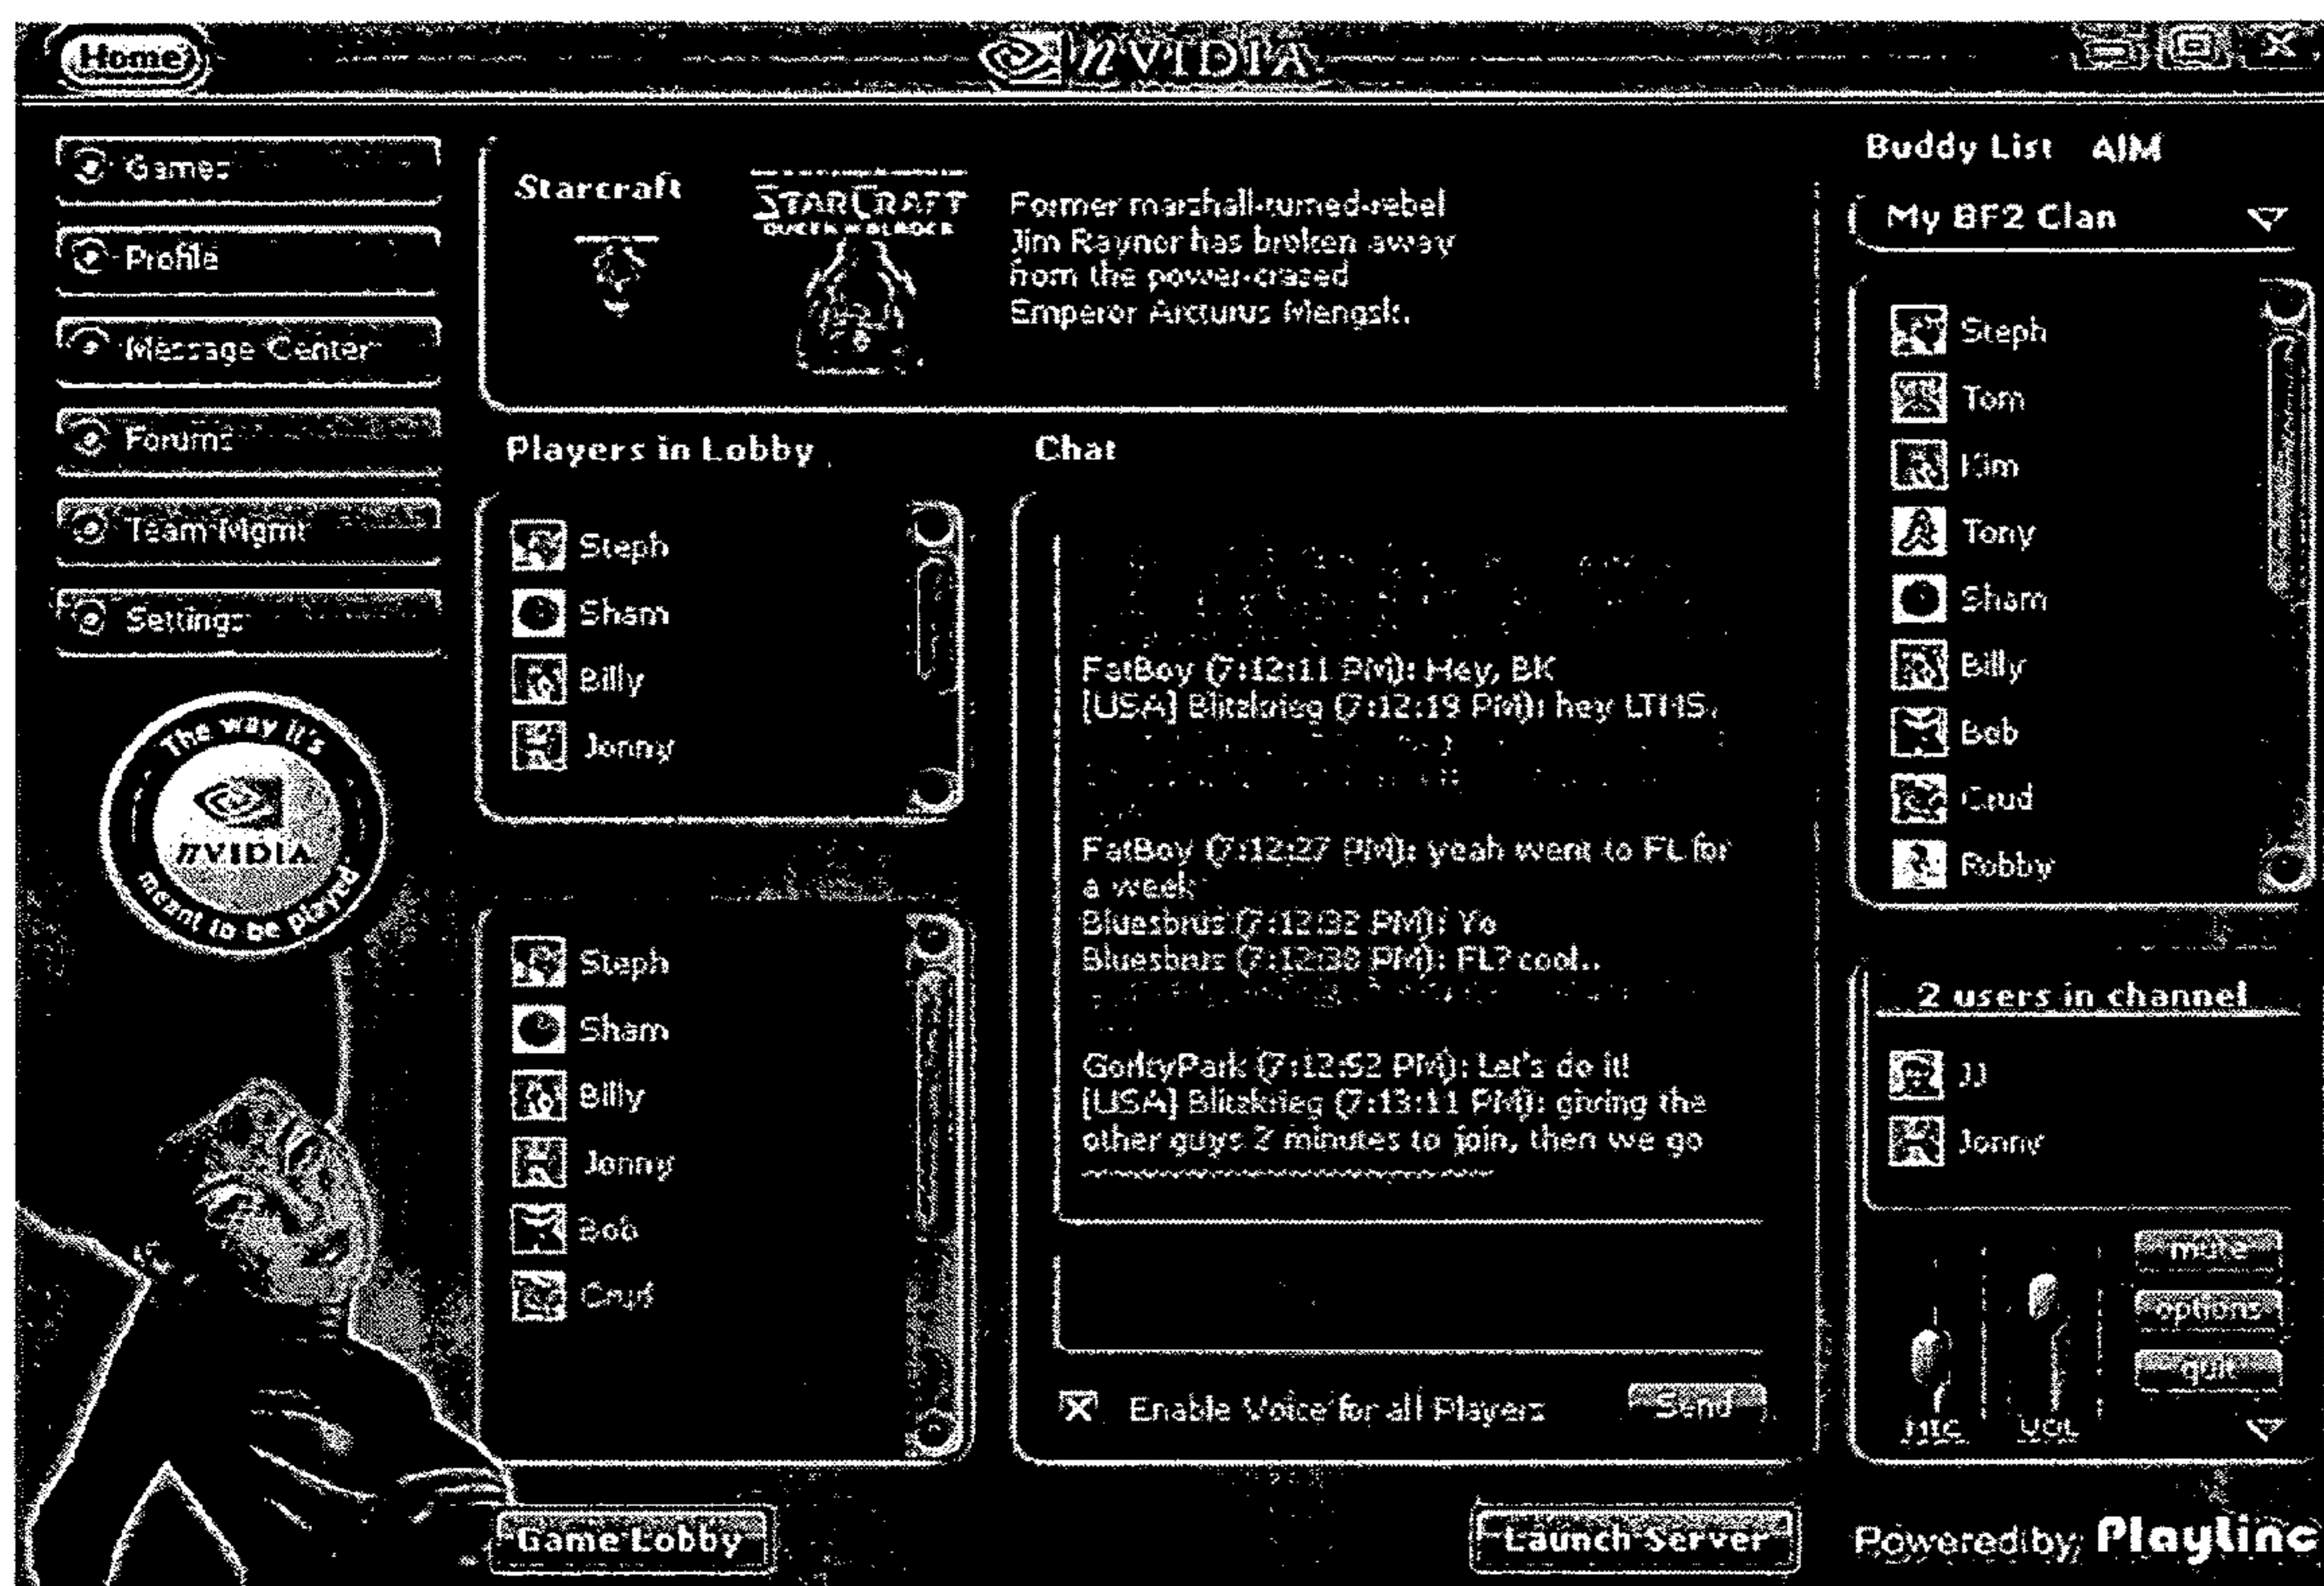 Home
NVIDIA
Games
Profile
Message Center
Forums
Team Mgmt
Settings
The way it's
NVIDIA
meant to be played
Starcraft
STARCRAFT
Former marshall-turned-rebel
Jim Raynor has broken away
from the power-crazed
Emperor Arcturus Mengsk.
Players in Lobby
Steph
Sham
Billy
Jonny
Steph
Sham
Billy
Jonny
Bob
Crud
Chat
FatBoy (7:12:11 PM): Hey, BK
[USA] Blitzkrieg (7:12:19 PM): hey LTMS.
FatBoy (7:12:27 PM): yeah went to FL for
a week
Bluesbrus (7:12:32 PM): Yo
Bluesbrus (7:12:38 PM): FL? cool..
(7:12:52 PM): Let's do it!
[USA] Blitzkrieg (7:13:11 PM): giving the
other guys 2 minutes to join, then we go
Enable Voice for all Players
Send
Buddy List AIM
My BF2 Clan
Steph
Tom
Kim
Tony
Sham
Billy
Bob
Crud
Robby
2 users in channel
JJ
Jonny
mute
options
quit
MIC VOL
Game Lobby
Launch Server
Powered by: Playlinc